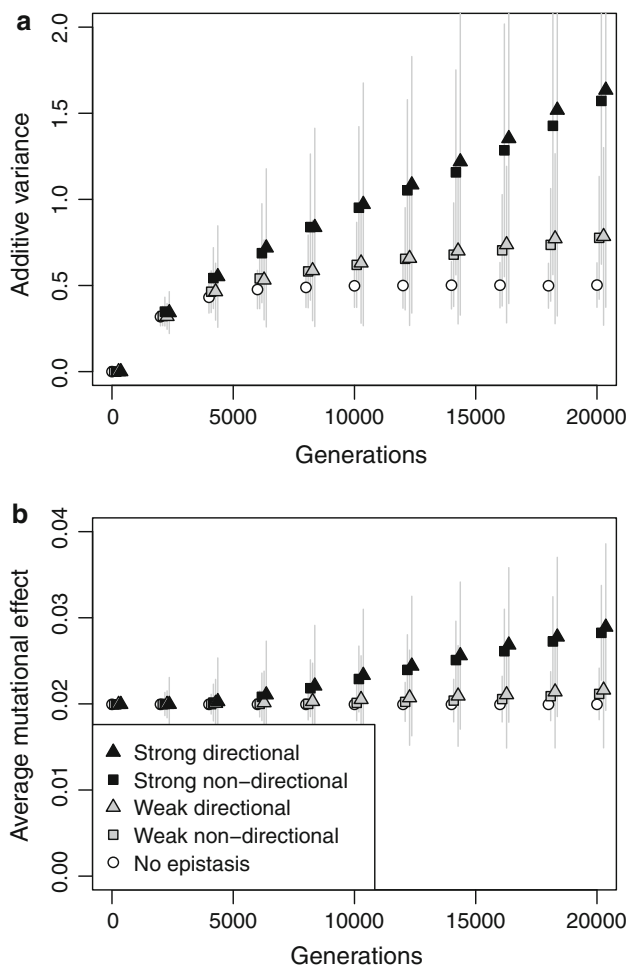 a
Additive variance
2.0
1.5
1.0
0.5
0.0
0 5000 10000 15000 20000
Generations
b
Average mutational effect
0.04
0.03
0.02
0.01
0.00
Strong directional
Strong non−directional
Weak directional
Weak non−directional
No epistasis
0 5000 10000 15000 20000
Generations